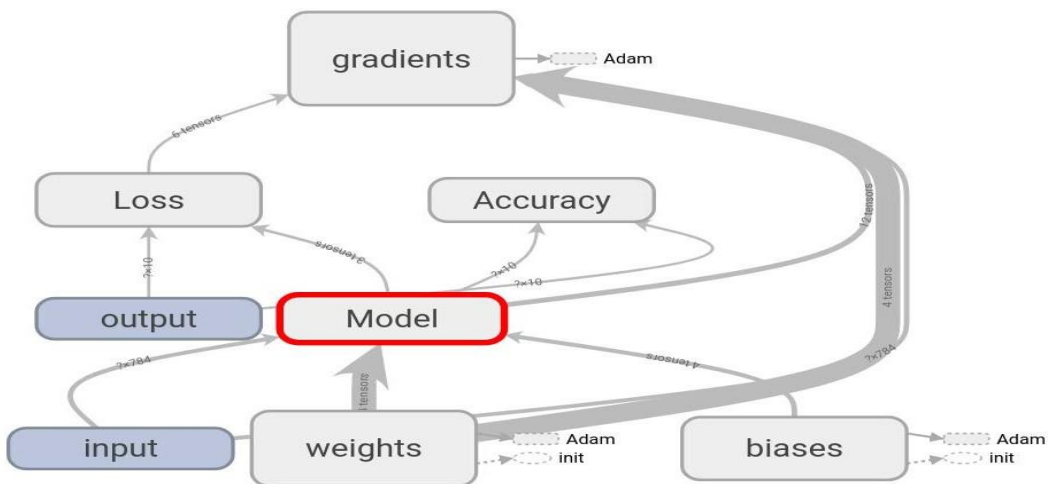 gradients
Adam
6 tensors
Loss
Accuracy
12 tensors
?×10
3 tensors
?×10
?×10
4 tensors
output
Model
?×784
tensors
4 tensors
?×784
input
weights
Adam
init
biases
Adam
init